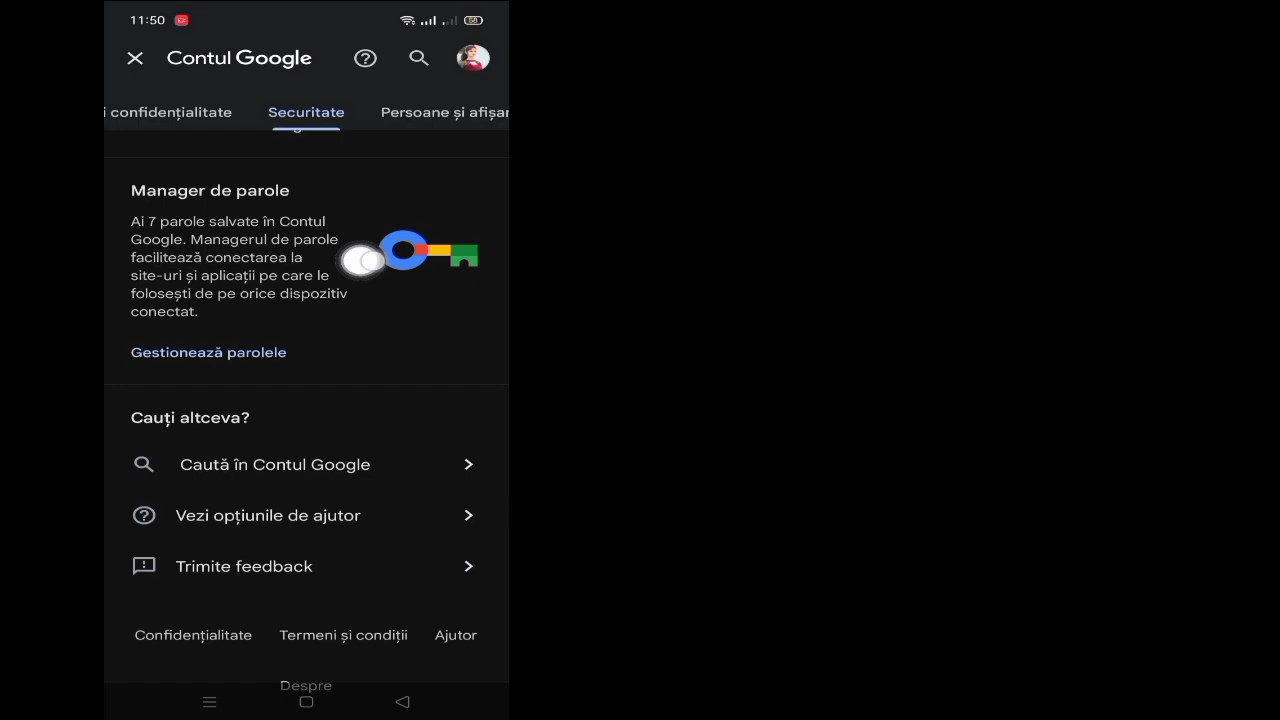 11:50
58
Contul Google
i confidențialitate Securitate Persoane și afișar
Manager de parole
Ai 7 parole salvate în Contul
Google. Managerul de parole
facilitează conectarea la
site-uri și aplicații pe care le
folosești de pe orice dispozitiv
conectat.
Gestionează parolele
Cauți altceva?
Caută în Contul Google
Vezi opțiunile de ajutor
Trimite feedback
Confidențialitate Termeni și condiții Ajutor
Despre